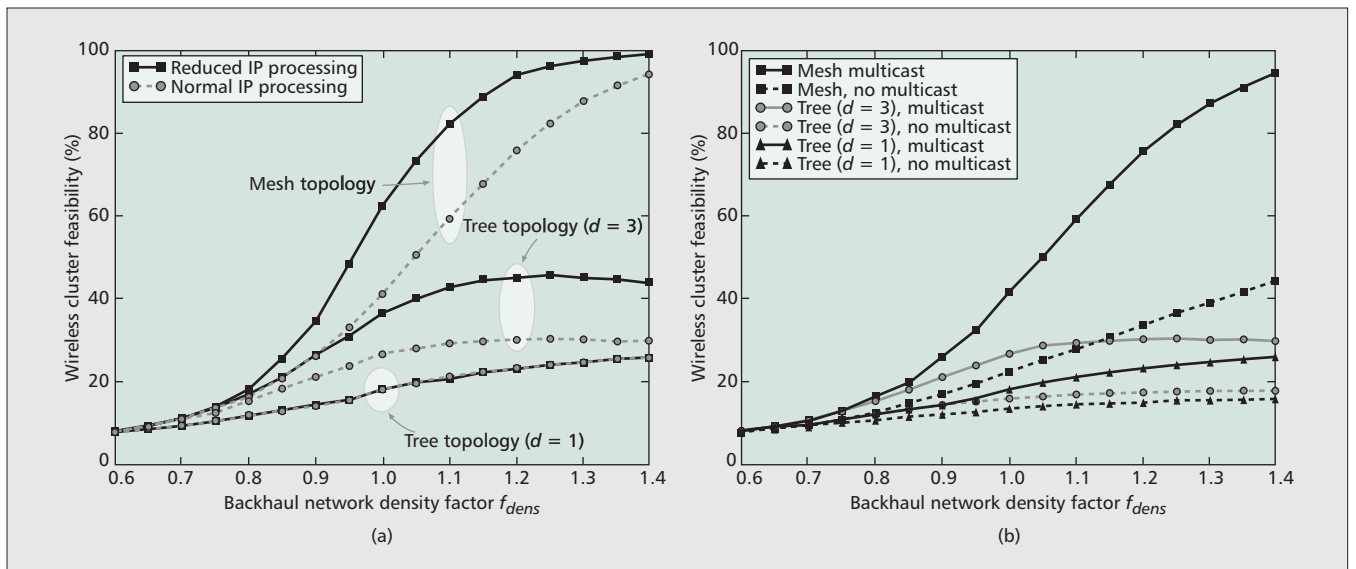 100
80
60
40
20
0
Wireless cluster feasibility (%)
Reduced IP processing
Normal IP processing
Mesh topology
Tree topology (d = 3)
Tree topology (d = 1)
0.6 0.7 0.8 0.9 1.0 1.1 1.2 1.3 1.4
Backhaul network density factor f_dens
(a)
100
80
60
40
20
0
Wireless cluster feasibility (%)
Mesh multicast
Mesh, no multicast
Tree (d = 3), multicast
Tree (d = 3), no multicast
Tree (d = 1), multicast
Tree (d = 1), no multicast
0.6 0.7 0.8 0.9 1.0 1.1 1.2 1.3 1.4
Backhaul network density factor f_dens
(b)